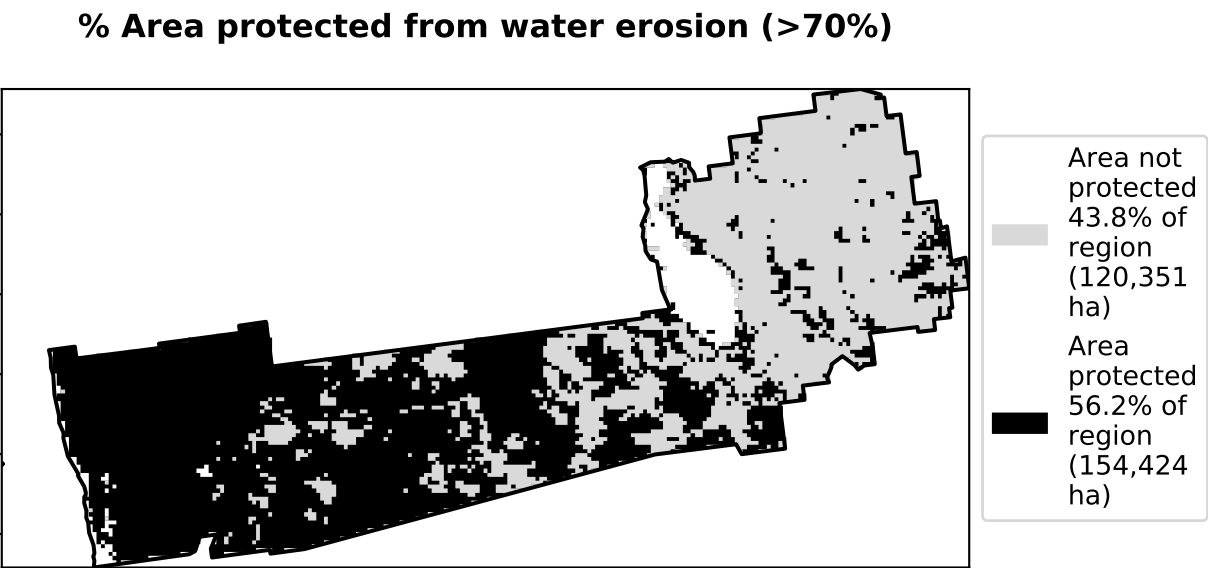 % Area protected from water erosion (>70%)
Area not
protected
43.8% of
region
(120,351
ha)
Area
protected
56.2% of
region
(154,424
ha)